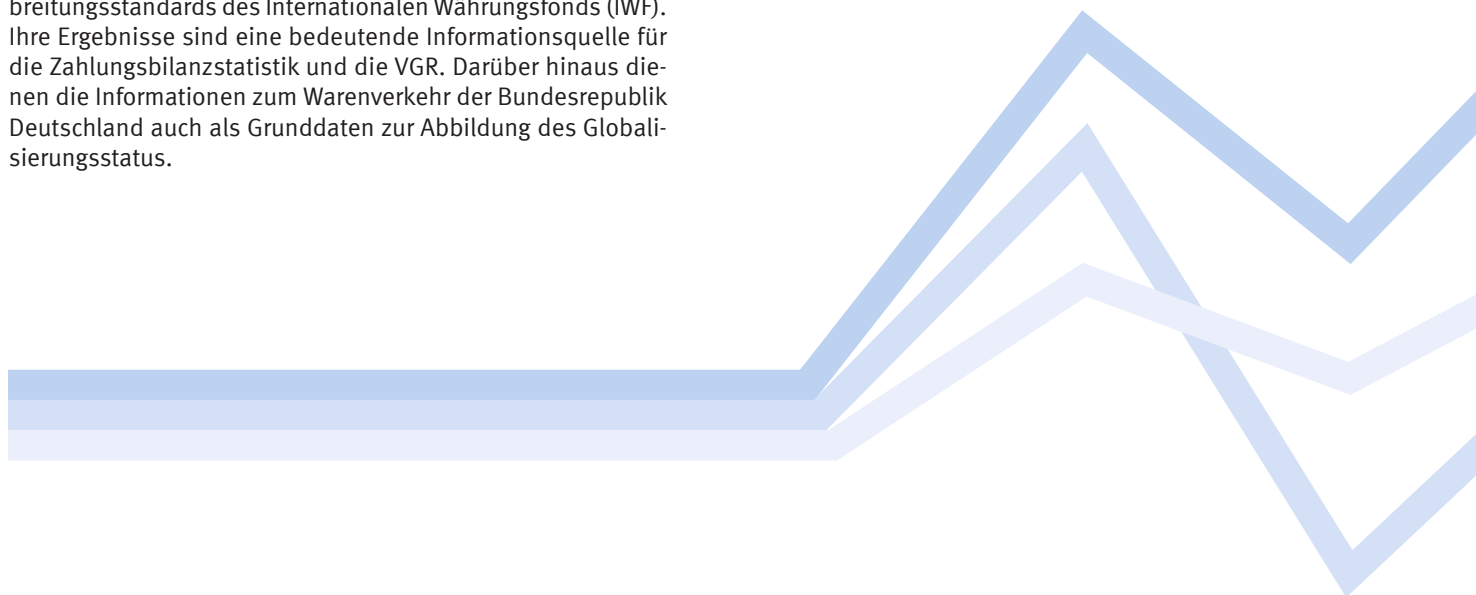 breitungsstandards des Internationalen Währungsfonds (IWF).
Ihre Ergebnisse sind eine bedeutende Informationsquelle für
die Zahlungsbilanzstatistik und die VGR. Darüber hinaus die-
nen die Informationen zum Warenverkehr der Bundesrepublik
Deutschland auch als Grunddaten zur Abbildung des Globali-
sierungsstatus.